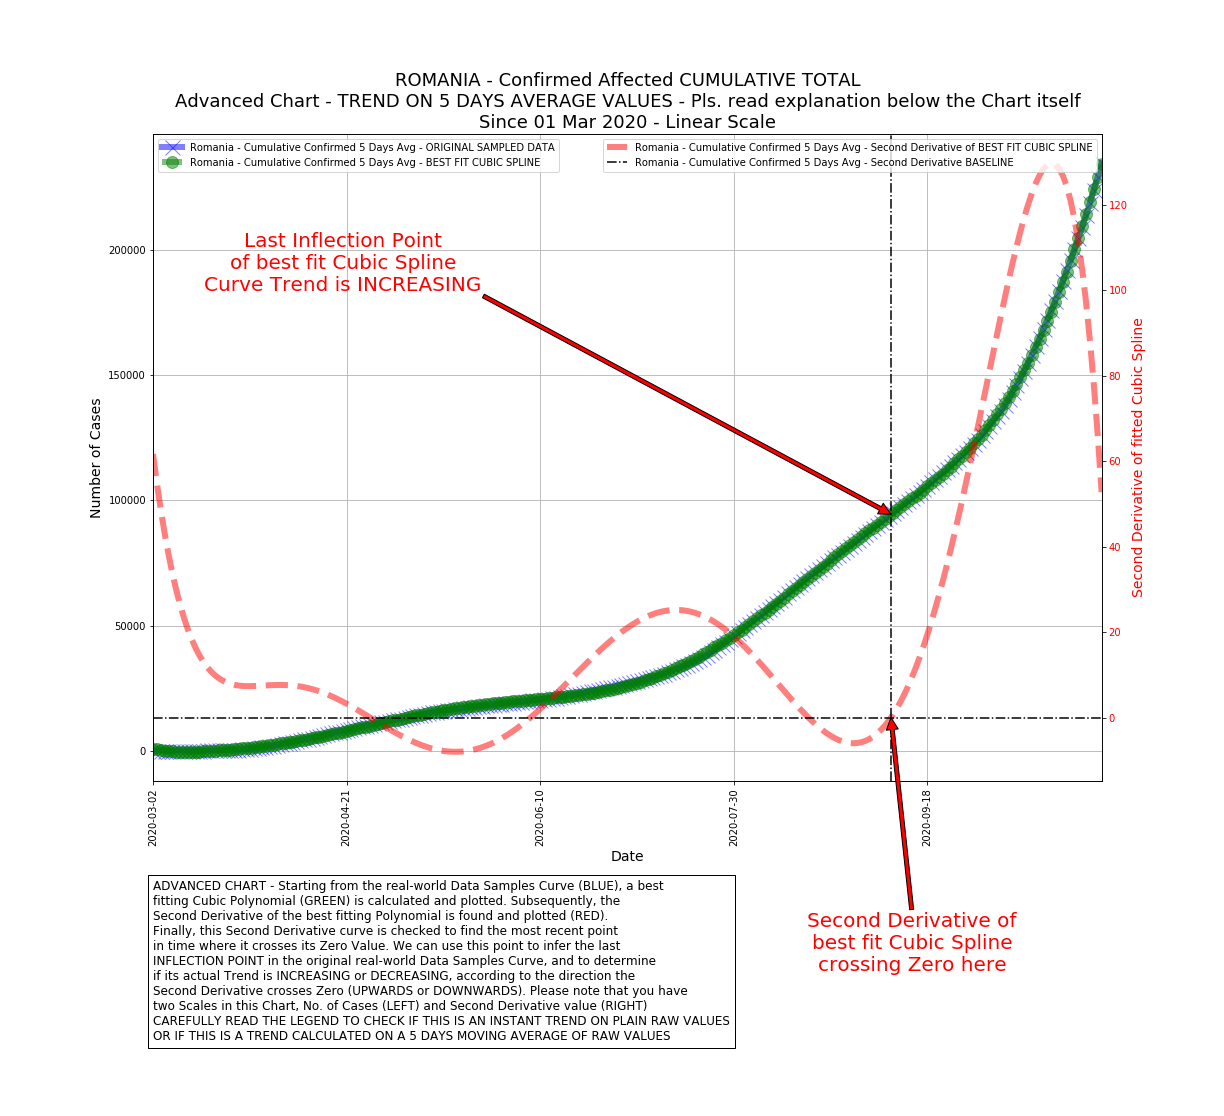 ROMANIA - Confirmed Affected CUMULATIVE TOTAL
Advanced Chart - TREND ON 5 DAYS AVERAGE VALUES - Pls. read explanation below the Chart itself
Since 01 Mar 2020 - Linear Scale
Romania - Cumulative Confirmed 5 Days Avg - ORIGINAL SAMPLED DATA
Romania - Cumulative Confirmed 5 Days Avg - BEST FIT CUBIC SPLINE
Romania - Cumulative Confirmed 5 Days Avg - Second Derivative of BEST FIT CUBIC SPLINE
Romania - Cumulative Confirmed 5 Days Avg - Second Derivative BASELINE
Last Inflection Point
of best fit Cubic Spline
Curve Trend is INCREASING
Number of Cases
200000
150000
100000
50000
0
120
100
80
60
40
20
0
Second Derivative of fitted Cubic Spline
2020-03-02
2020-04-21
2020-06-10
2020-07-30
2020-09-18
Date
Second Derivative of
best fit Cubic Spline
crossing Zero here
ADVANCED CHART - Starting from the real-world Data Samples Curve (BLUE), a best
fitting Cubic Polynomial (GREEN) is calculated and plotted. Subsequently, the
Second Derivative of the best fitting Polynomial is found and plotted (RED).
Finally, this Second Derivative curve is checked to find the most recent point
in time where it crosses its Zero Value. We can use this point to infer the last
INFLECTION POINT in the original real-world Data Samples Curve, and to determine
if its actual Trend is INCREASING or DECREASING, according to the direction the
Second Derivative crosses Zero (UPWARDS or DOWNWARDS). Please note that you have
two Scales in this Chart, No. of Cases (LEFT) and Second Derivative value (RIGHT)
CAREFULLY READ THE LEGEND TO CHECK IF THIS IS AN INSTANT TREND ON PLAIN RAW VALUES
OR IF THIS IS A TREND CALCULATED ON A 5 DAYS MOVING AVERAGE OF RAW VALUES